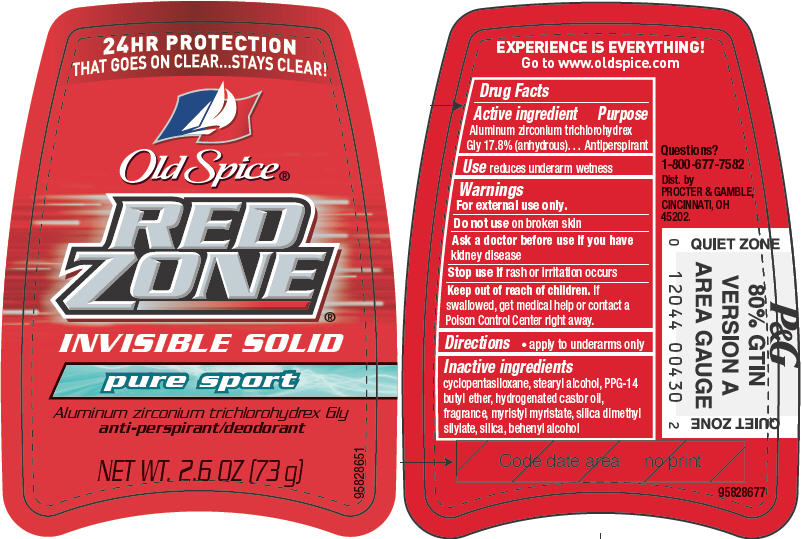 24HR PROTECTION
THAT GOES ON CLEAR...STAYS CLEAR!
Old Spice®
RED
ZONE
INVISIBLE SOLID
pure sport
Aluminum zirconium trichlorohydrex Gly
anti-perspirant/deodorant
NET WT. 2.6 OZ (73 g)
95828651
EXPERIENCE IS EVERYTHING!
Go to www.oldspice.com
Drug Facts
Active ingredient Purpose
Aluminum zirconium trichlorohydrex
Gly 17.8% (anhydrous)... Antiperspirant
Use reduces underarm wetness
Warnings
For external use only.
Do not use on broken skin
Ask a doctor before use if you have
kidney disease
Stop use if rash or irritation occurs
Keep out of reach of children. If
swallowed, get medical help or contact a
Poison Control Center right away.
Directions • apply to underarms only
Inactive ingredients
cyclopentasiloxane, stearyl alcohol, PPG-14
butyl ether, hydrogenated castor oil,
fragrance, myristyl myristate, silica dimethyl
silylate, silica, behenyl alcohol
Code date area no print
Questions?
1-800-677-7582
Dist. by
PROCTER & GAMBLE,
CINCINNATI, OH
45202.
QUIET ZONE
0 12044 00430 2
80% GTIN
VERSION A
AREA GAUGE
QUIET ZONE
P&G
95828677